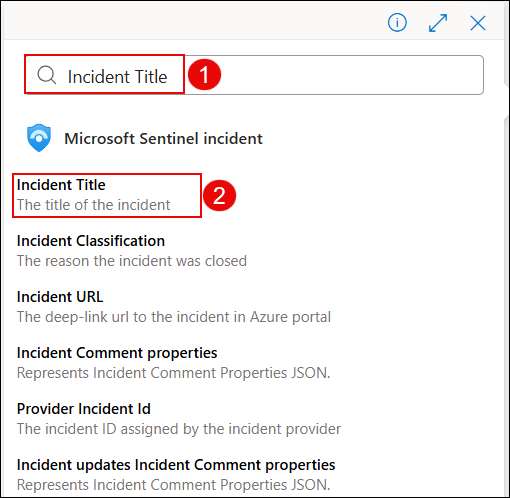 Incident Title
1
Microsoft Sentinel incident
Incident Title
The title of the incident
2
Incident Classification
The reason the incident was closed
Incident URL
The deep-link url to the incident in Azure portal
Incident Comment properties
Represents Incident Comment Properties JSON.
Provider Incident Id
The incident ID assigned by the incident provider
Incident updates Incident Comment properties
Represents Incident Comment Properties JSON.